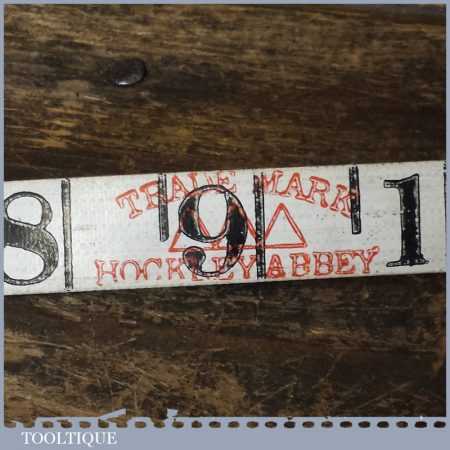 TRADE MARK
8 9 1
HOCKLEY ABBEY
TOOLTIQUE